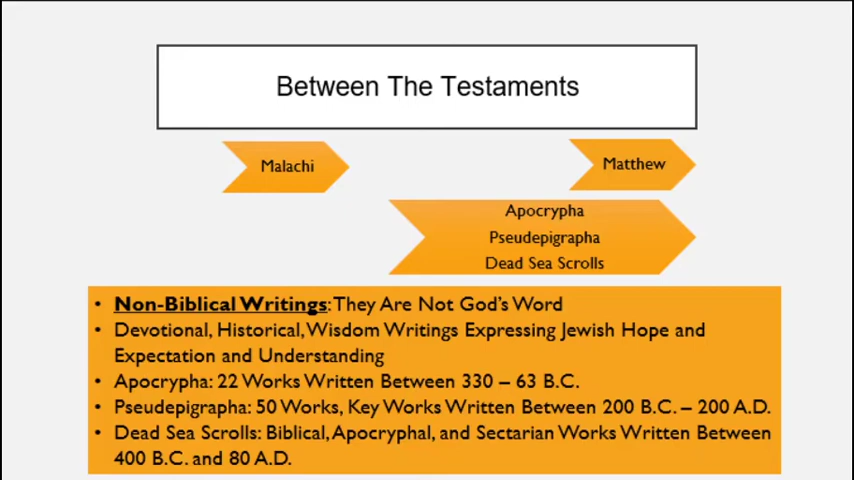 Between The Testaments
Malachi
Matthew
Apocrypha
Pseudepigrapha
Dead Sea Scrolls
• Non-Biblical Writings: They Are Not God's Word
• Devotional, Historical, Wisdom Writings Expressing Jewish Hope and
Expectation and Understanding
• Apocrypha: 22 Works Written Between 330 – 63 B.C.
• Pseudepigrapha: 50 Works, Key Works Written Between 200 B.C. – 200 A.D.
• Dead Sea Scrolls: Biblical, Apocryphal, and Sectarian Works Written Between
400 B.C. and 80 A.D.